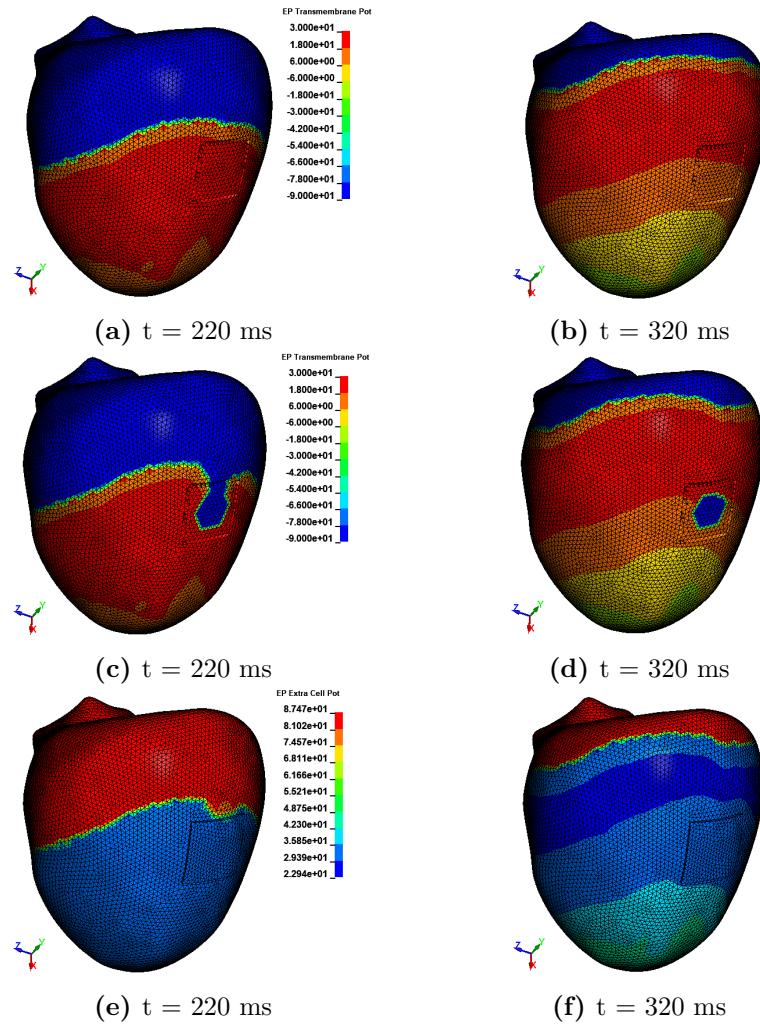 EP Transmembrane Pot
3.000e+01
1.800e+01
6.000e+00
-6.000e+00
-1.800e+01
-3.000e+01
-4.200e+01
-5.400e+01
-6.600e+01
-7.800e+01
-9.000e+01
Z Y
X
Z Y
X
(a) t = 220 ms
(b) t = 320 ms
EP Transmembrane Pot
3.000e+01
1.800e+01
6.000e+00
-6.000e+00
-1.800e+01
-3.000e+01
-4.200e+01
-5.400e+01
-6.600e+01
-7.800e+01
-9.000e+01
Z Y
X
Z Y
X
(c) t = 220 ms
(d) t = 320 ms
EP Extra Cell Pot
8.747e+01
8.102e+01
7.457e+01
6.811e+01
6.166e+01
5.521e+01
4.875e+01
4.230e+01
3.585e+01
2.939e+01
2.294e+01
Z Y
X
Z Y
X
(e) t = 220 ms
(f) t = 320 ms